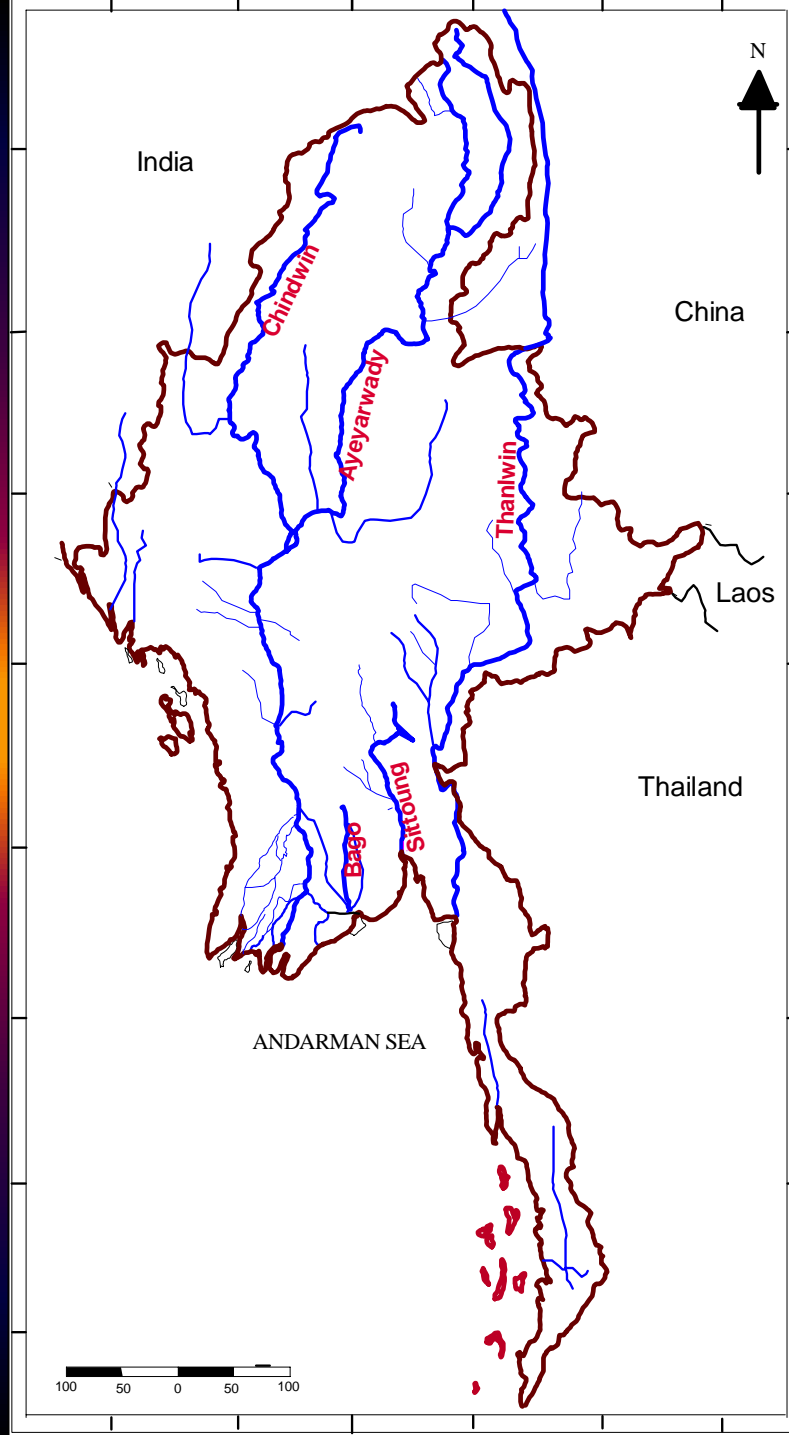 N
India
China
Chindwin
Ayeyarwady
Thanlwin
Laos
Thailand
Sittoung
Bago
ANDARMAN SEA
100 50 0 50 100